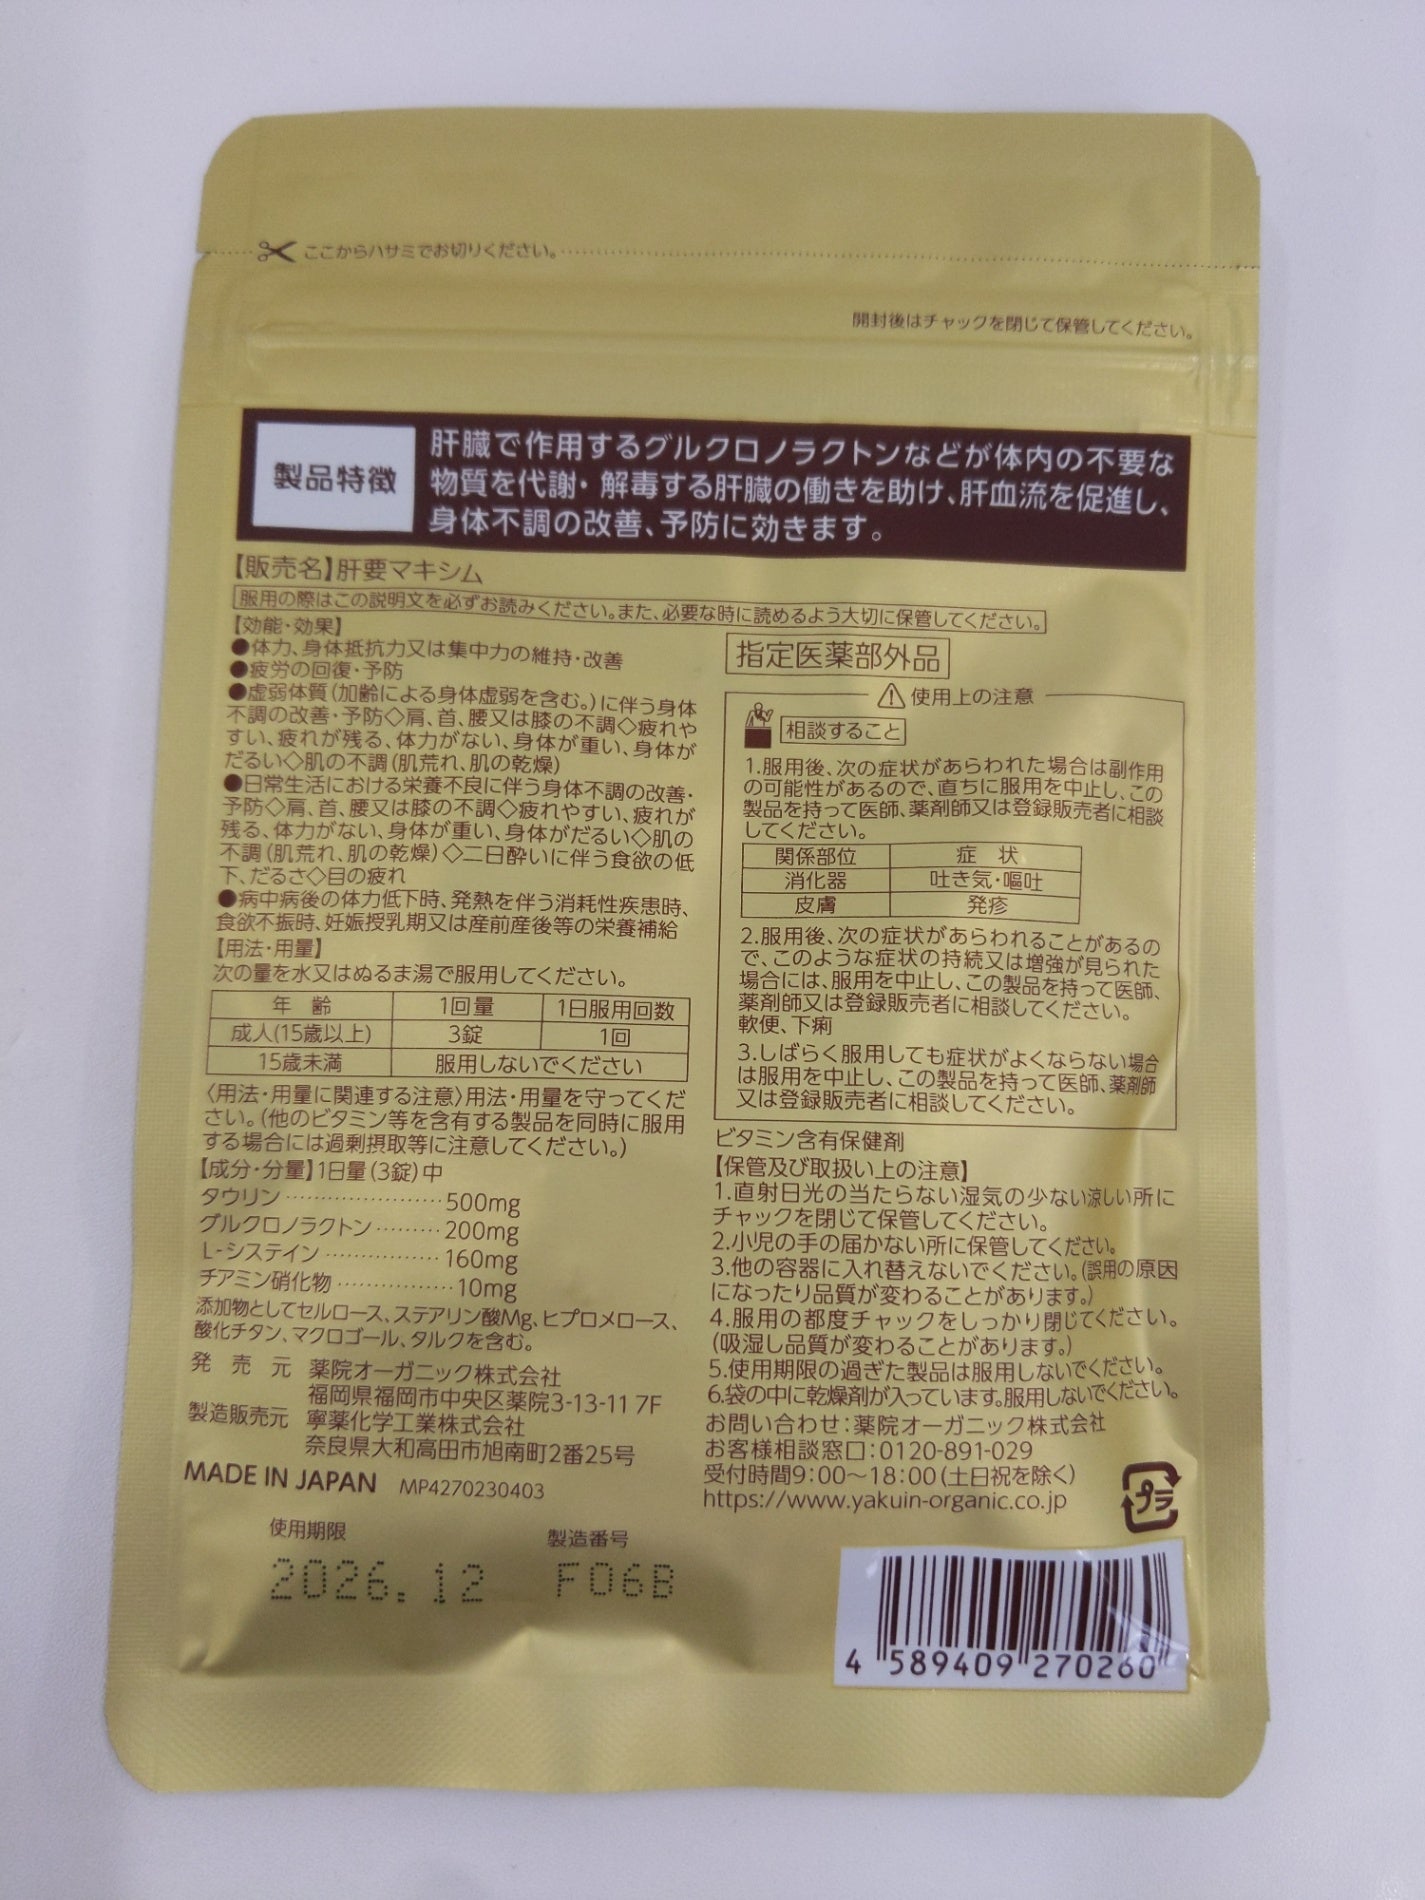 ここからハサミでお切りください。
開封後はチャックを閉じて保管してください。
製品特徴
肝臓で作用するグルクロノラクトンなどが体内の不要な
物質を代謝・解毒する肝臓の働きを助け、肝血流を促進し、
身体不調の改善、予防に効きます。
【販売名】肝要マキシム
服用の際はこの説明文を必ずお読みください。また、必要な時に読めるよう大切に保管してください。
【効能・効果】
●体力、身体抵抗力又は集中力の維持・改善
●疲労の回復・予防
●虚弱体質(加齢による身体虚弱を含む。)に伴う身体
不調の改善・予防◇肩、首、腰又は膝の不調◇疲れや
すい、疲れが残る、体力がない、身体が重い、身体が
だるい◇肌の不調(肌荒れ、肌の乾燥)
●日常生活における栄養不良に伴う身体不調の改善・
予防◇肩、首、腰又は膝の不調◇疲れやすい、疲れが
残る、体力がない、身体が重い、身体がだるい◇肌の
不調(肌荒れ、肌の乾燥)◇二日酔いに伴う食欲の低
下、だるさ◇目の疲れ
●病中病後の体力低下時、発熱を伴う消耗性疾患時、
食欲不振時、妊娠授乳期又は産前産後等の栄養補給
【用法・用量】
次の量を水又はぬるま湯で服用してください。
年 齢 1回量 1日服用回数
成人(15歳以上) 3錠 1回
15歳未満 服用しないでください
〈用法・用量に関連する注意〉用法・用量を守ってくだ
さい。(他のビタミン等を含有する製品を同時に服用
する場合には過剰摂取等に注意してください。)
【成分・分量】1日量(3錠)中
タウリン……………………500mg
グルクロノラクトン………200mg
L-システイン………………160mg
チアミン硝化物………………10mg
添加物としてセルロース、ステアリン酸Mg、ヒプロメロース、
酸化チタン、マクロゴール、タルクを含む。
発 売 元 薬院オーガニック株式会社
福岡県福岡市中央区薬院3-13-11 7F
製造販売元 寧薬化学工業株式会社
奈良県大和高田市旭南町2番25号
MADE IN JAPAN MP4270230403
使用期限 製造番号
2026.12 F06B
指定医薬部外品
使用上の注意
相談すること
1.服用後、次の症状があらわれた場合は副作用
の可能性があるので、直ちに服用を中止し、この
製品を持って医師、薬剤師又は登録販売者に相談
してください。
関係部位 症 状
消化器 吐き気・嘔吐
皮膚 発疹
2.服用後、次の症状があらわれることがあるの
で、このような症状の持続又は増強が見られた
場合には、服用を中止し、この製品を持って医師、
薬剤師又は登録販売者に相談してください。
軟便、下痢
3.しばらく服用しても症状がよくならない場合
は服用を中止し、この製品を持って医師、薬剤師
又は登録販売者に相談してください。
ビタミン含有保健剤
【保管及び取扱い上の注意】
1.直射日光の当たらない湿気の少ない涼しい所に
チャックを閉じて保管してください。
2.小児の手の届かない所に保管してください。
3.他の容器に入れ替えないでください。(誤用の原因
になったり品質が変わることがあります。)
4.服用の都度チャックをしっかり閉じてください。
(吸湿し品質が変わることがあります。)
5.使用期限の過ぎた製品は服用しないでください。
6.袋の中に乾燥剤が入っています。服用しないでください。
お問い合わせ:薬院オーガニック株式会社
お客様相談窓口:0120-891-029
受付時間9:00〜18:00(土日祝を除く)
https://www.yakuin-organic.co.jp
プラ
4 589409 270260